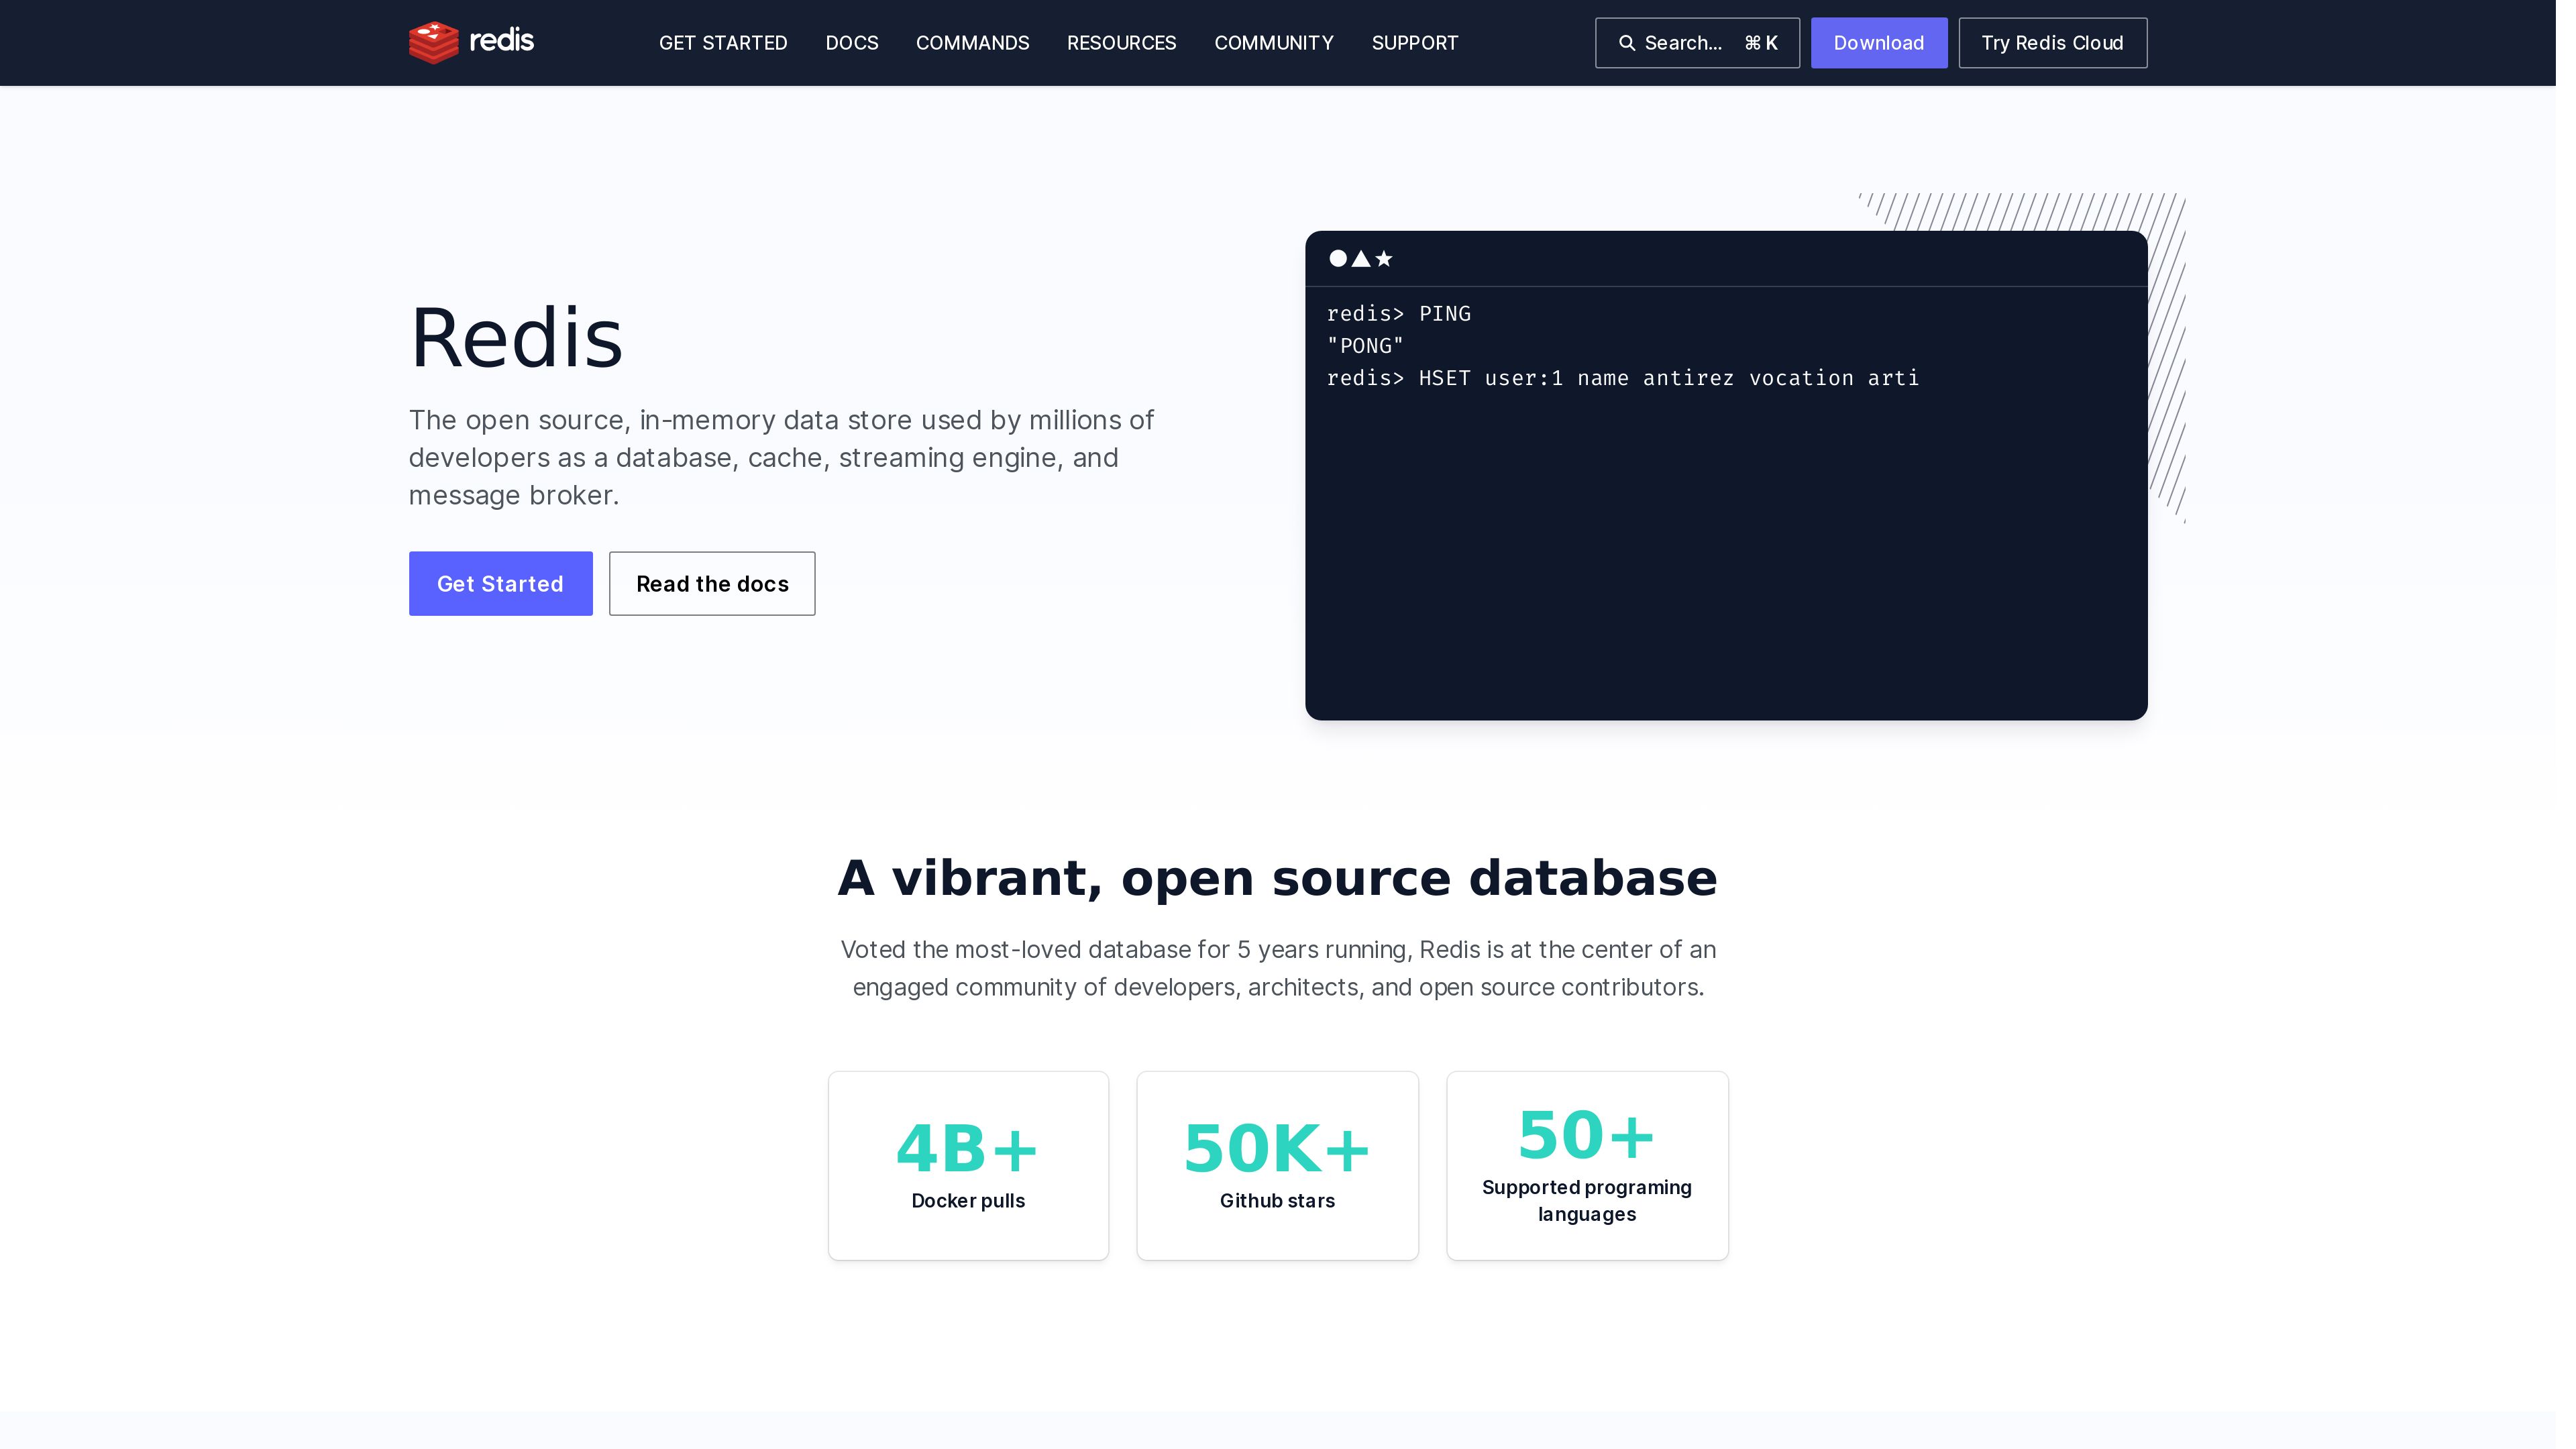 redis
GET STARTED DOCS COMMANDS RESOURCES COMMUNITY SUPPORT
Search... ⌘ K
Download
Try Redis Cloud
Redis
The open source, in-memory data store used by millions of
developers as a database, cache, streaming engine, and
message broker.
Get Started
Read the docs
redis> PING
"PONG"
redis> HSET user:1 name antirez vocation arti
A vibrant, open source database
Voted the most-loved database for 5 years running, Redis is at the center of an
engaged community of developers, architects, and open source contributors.
4B+
Docker pulls
50K+
Github stars
50+
Supported programing
languages